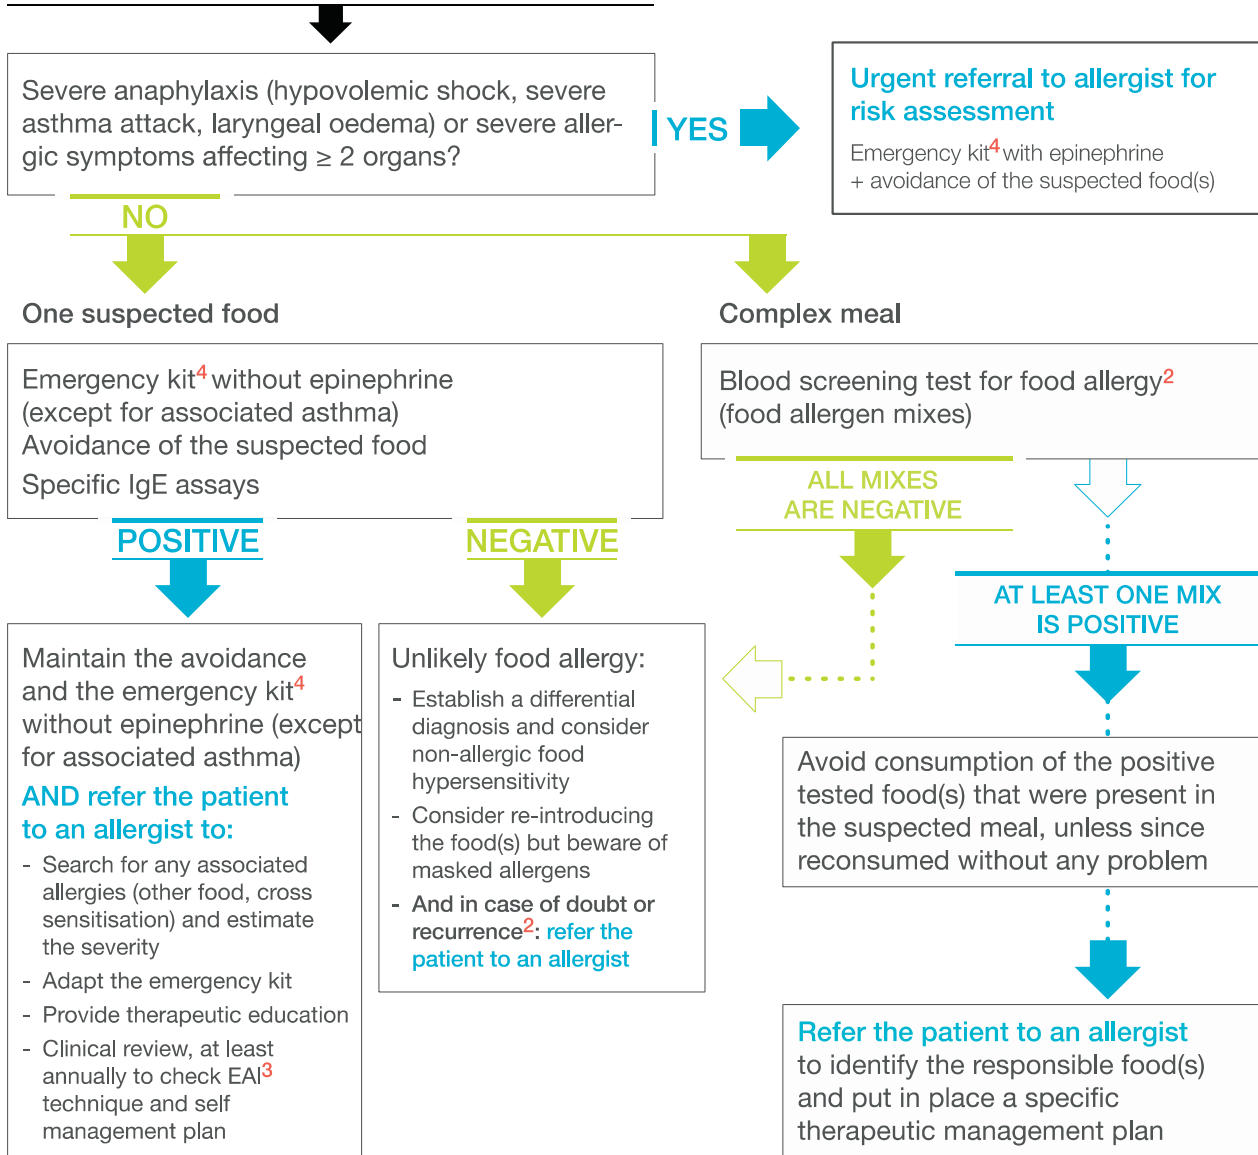 Severe anaphylaxis (hypovolemic shock, severe
asthma attack, laryngeal oedema) or severe aller-
gic symptoms affecting ≥ 2 organs?
YES
Urgent referral to allergist for
risk assessment
Emergency kit4 with epinephrine
+ avoidance of the suspected food(s)
NO
One suspected food
Emergency kit4 without epinephrine
(except for associated asthma)
Avoidance of the suspected food
Specific IgE assays
Complex meal
Blood screening test for food allergy2
(food allergen mixes)
POSITIVE
NEGATIVE
ALL MIXES
ARE NEGATIVE
AT LEAST ONE MIX
IS POSITIVE
Maintain the avoidance
and the emergency kit4
without epinephrine (except
for associated asthma)
AND refer the patient
to an allergist to:
- Search for any associated
allergies (other food, cross
sensitisation) and estimate
the severity
- Adapt the emergency kit
- Provide therapeutic education
- Clinical review, at least
annually to check EAI3
technique and self
management plan
Unlikely food allergy:
- Establish a differential
diagnosis and consider
non-allergic food
hypersensitivity
- Consider re-introducing
the food(s) but beware of
masked allergens
- And in case of doubt or
recurrence2: refer the
patient to an allergist
Avoid consumption of the positive
tested food(s) that were present in
the suspected meal, unless since
reconsumed without any problem
Refer the patient to an allergist
to identify the responsible food(s)
and put in place a specific
therapeutic management plan